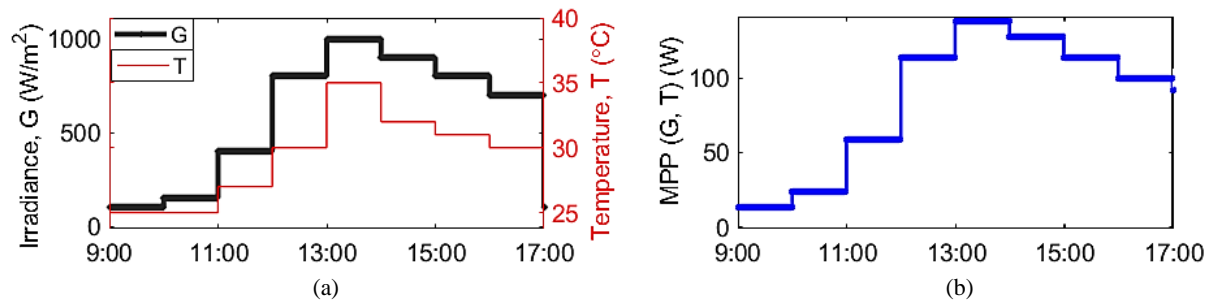 Irradiance, G (W/m²)
1000
500
0
G
T
40
35
30
25
Temperature, T (°C)
9:00 11:00 13:00 15:00 17:00
(a)
MPP (G, T) (W)
100
50
0
9:00 11:00 13:00 15:00 17:00
(b)